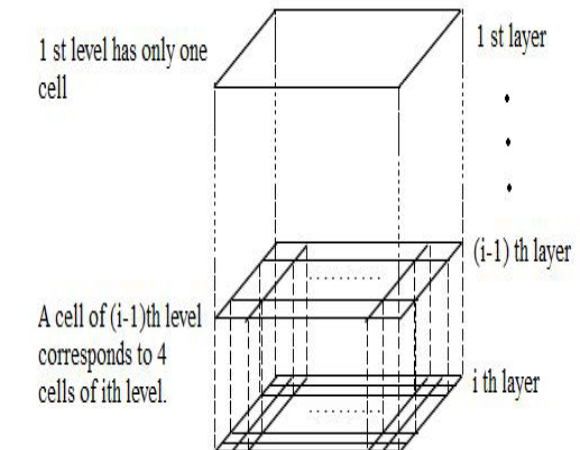 1 st level has only one
cell
1 st layer
(i-1) th layer
A cell of (i-1)th level
corresponds to 4
cells of ith level.
i th layer